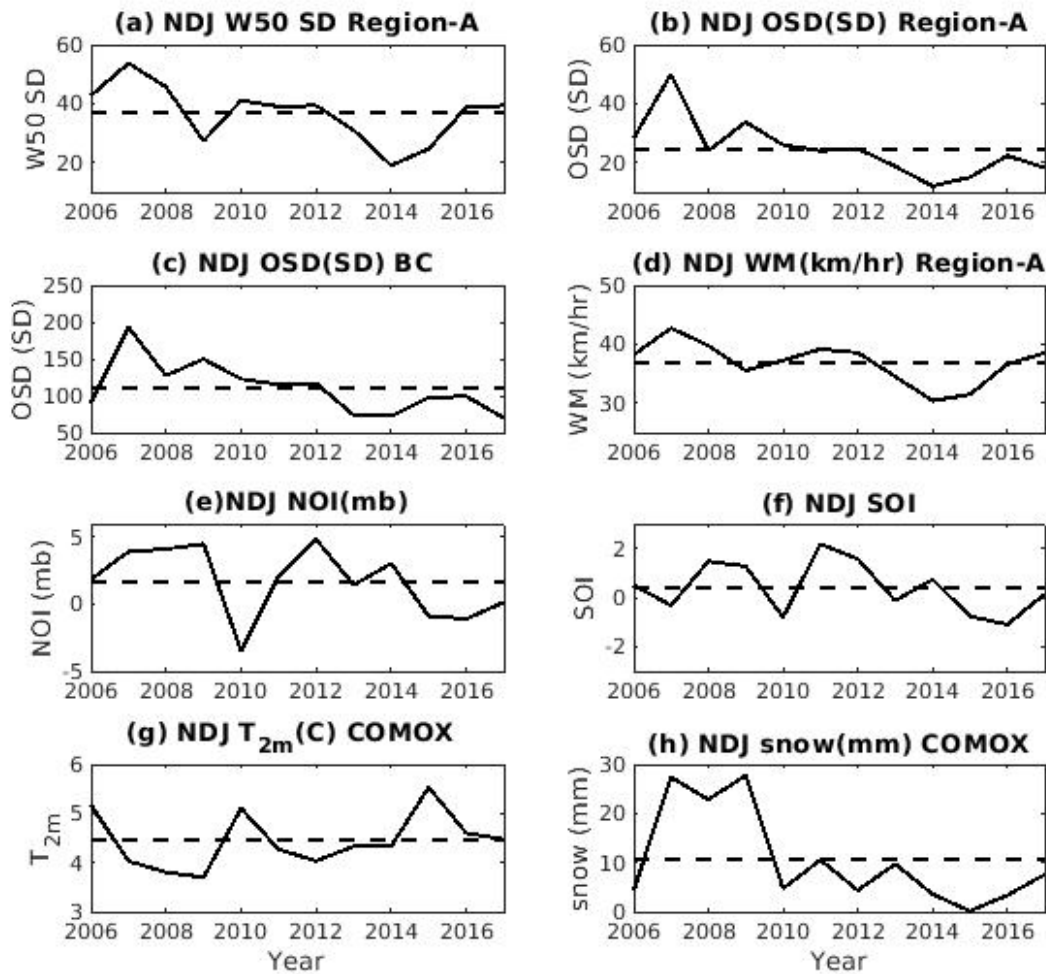 (a) NDJ W50 SD Region-A
W50 SD
60
40
20
2006 2008 2010 2012 2014 2016
(b) NDJ OSD(SD) Region-A
OSD (SD)
60
40
20
2006 2008 2010 2012 2014 2016
(c) NDJ OSD(SD) BC
OSD (SD)
250
200
150
100
50
2006 2008 2010 2012 2014 2016
(d) NDJ WM(km/hr) Region-A
WM (km/hr)
50
40
30
2006 2008 2010 2012 2014 2016
(e)NDJ NOI(mb)
NOI (mb)
5
0
-5
2006 2008 2010 2012 2014 2016
(f) NDJ SOI
SOI
2
0
-2
2006 2008 2010 2012 2014 2016
(g) NDJ T2m(C) COMOX
T2m
6
5
4
3
2006 2008 2010 2012 2014 2016
Year
(h) NDJ snow(mm) COMOX
snow (mm)
30
20
10
0
2006 2008 2010 2012 2014 2016
Year